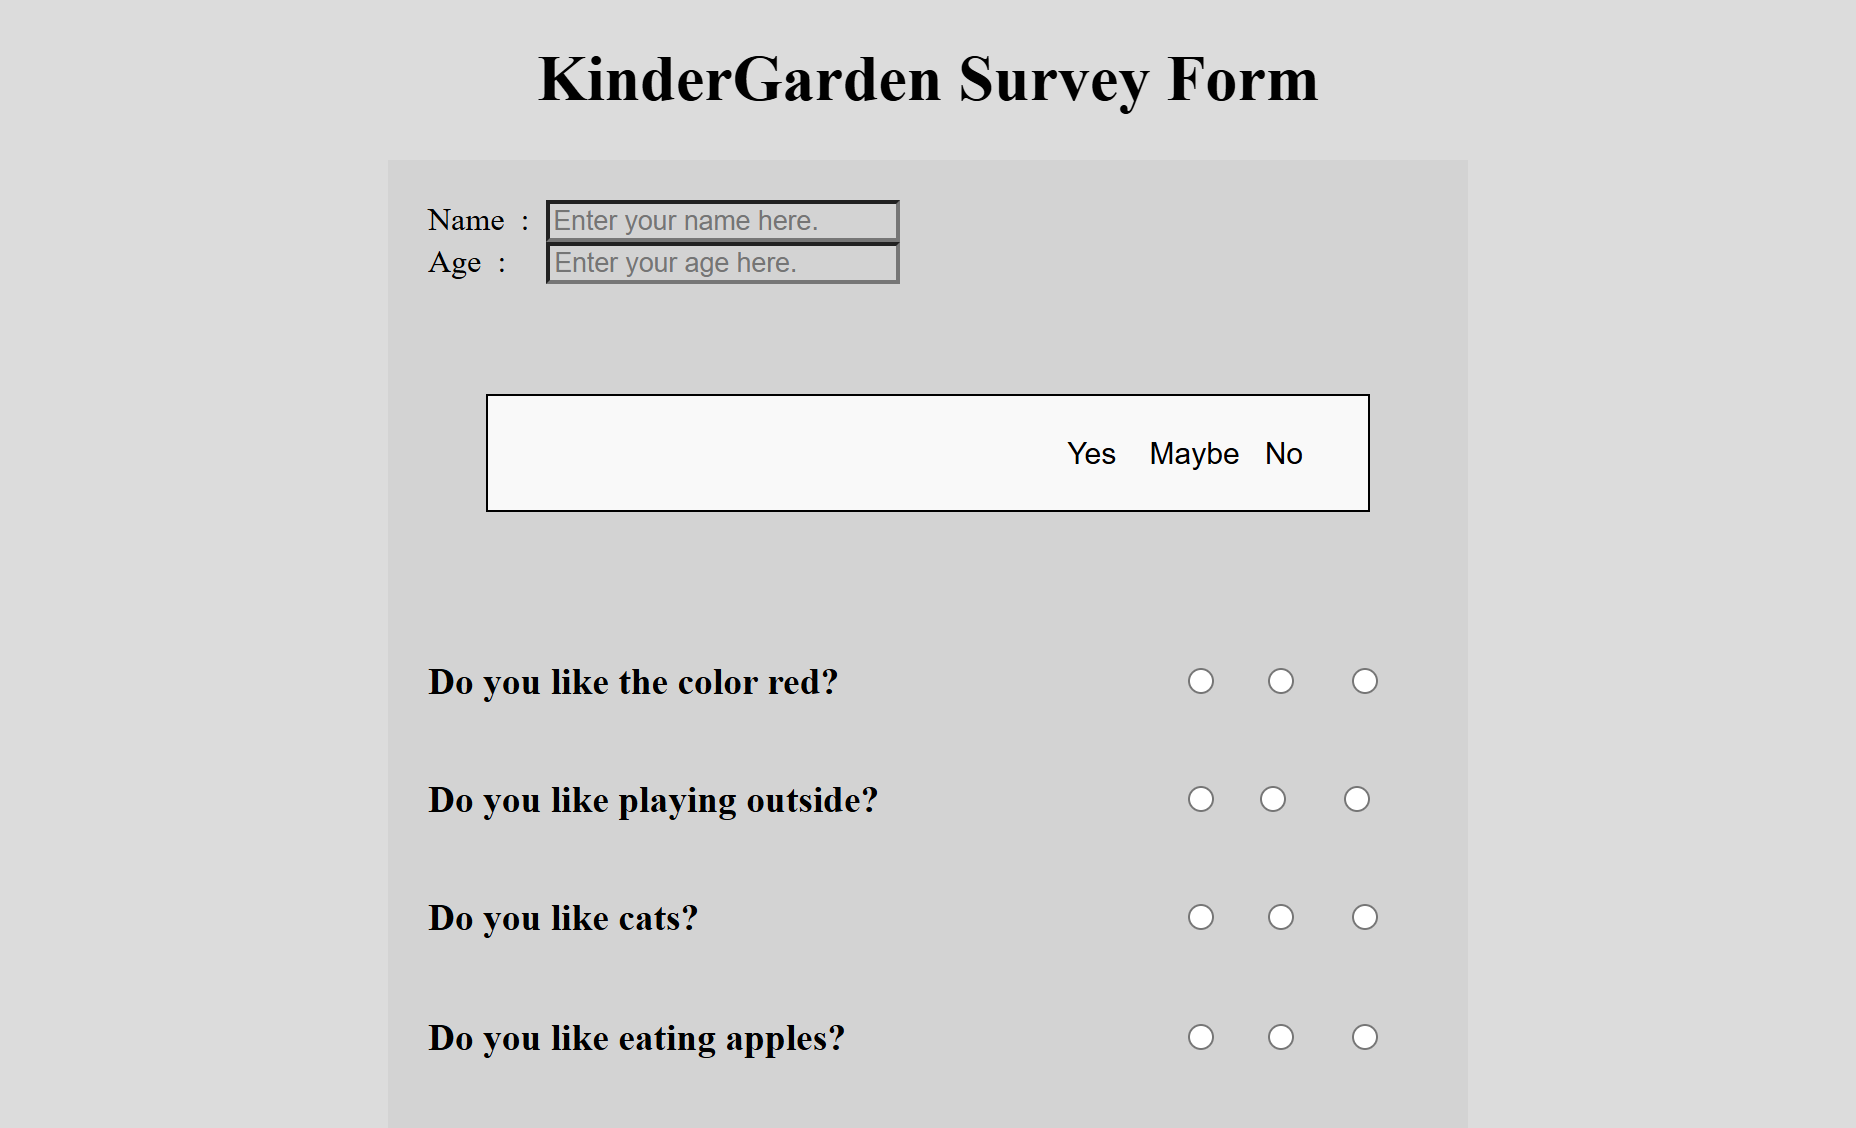 KinderGarden Survey Form
Name : Enter your name here.
Age : Enter your age here.
Yes Maybe No
Do you like the color red?
Do you like playing outside?
Do you like cats?
Do you like eating apples?